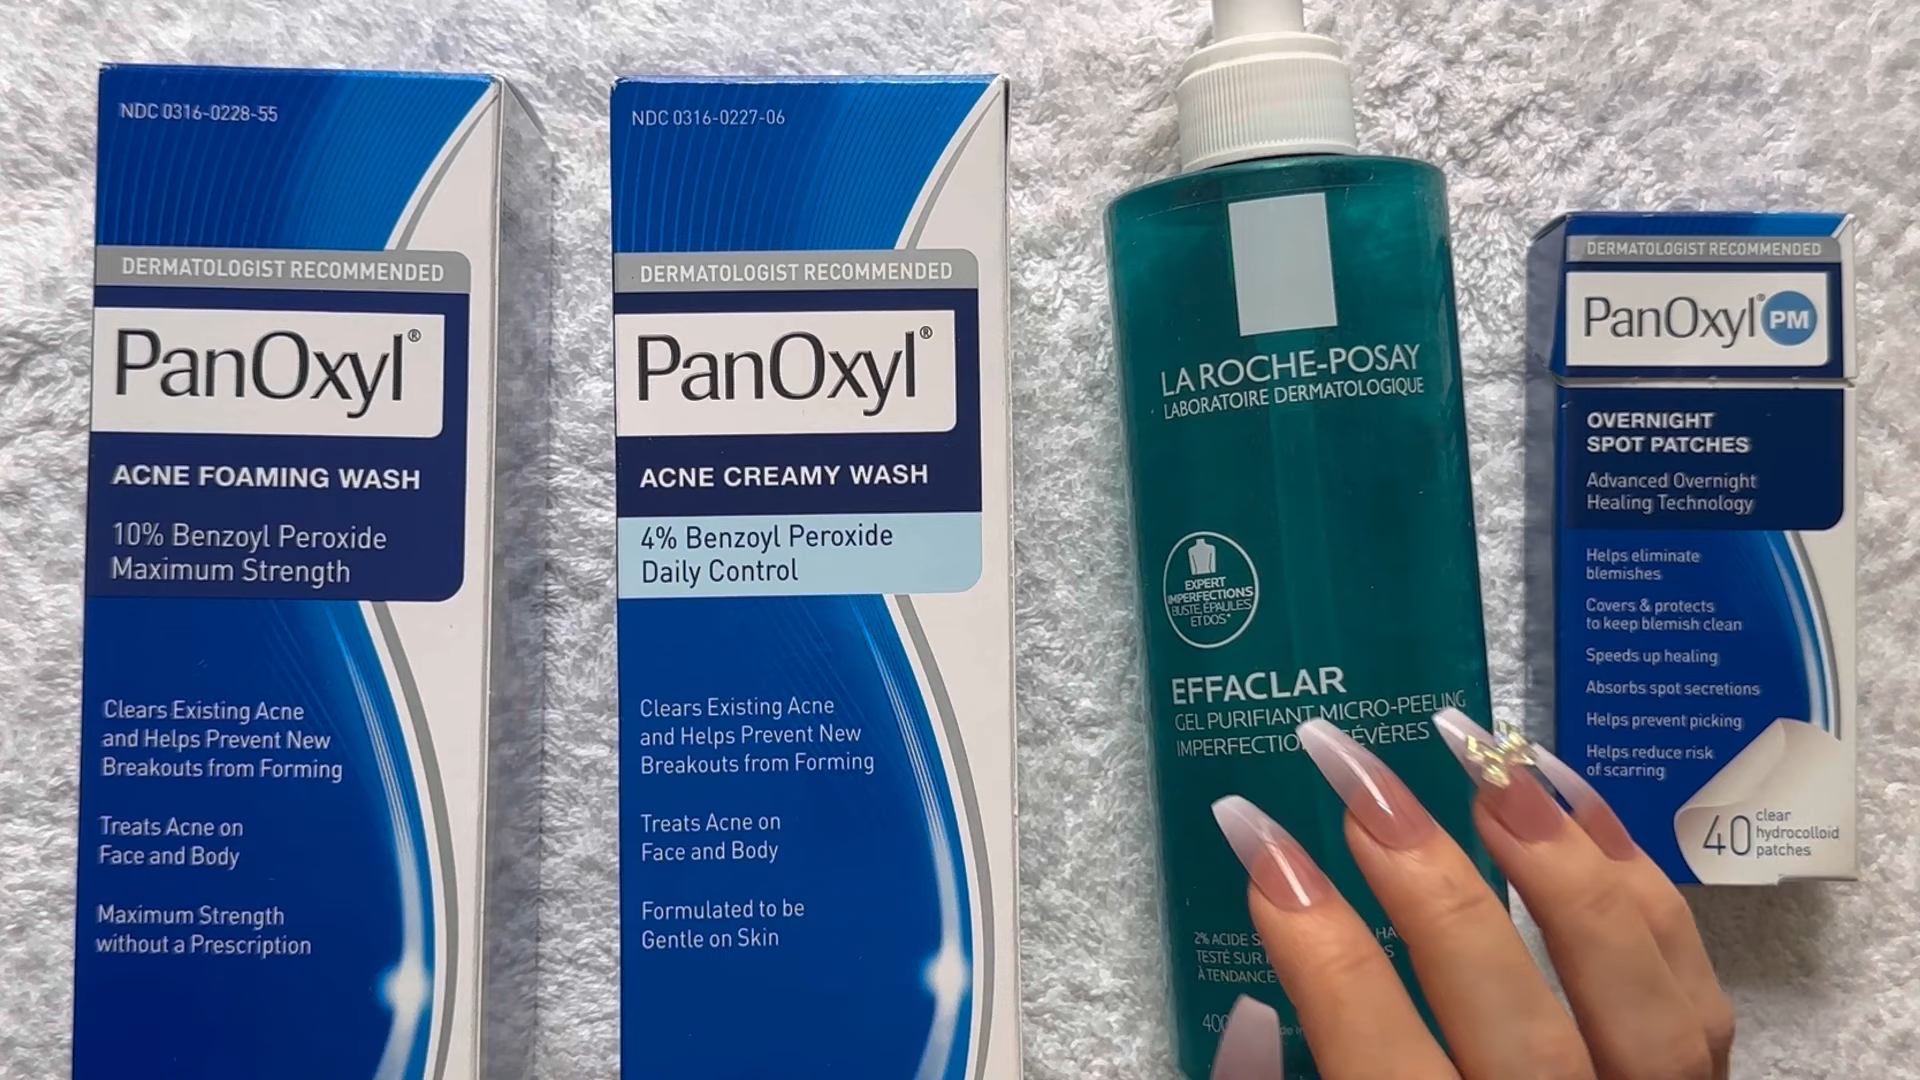 NDC 0316-0228-55
DERMATOLOGIST RECOMMENDED
PanOxyl®
ACNE FOAMING WASH
10% Benzoyl Peroxide
Maximum Strength
Clears Existing Acne
and Helps Prevent New
Breakouts from Forming
Treats Acne on
Face and Body
Maximum Strength
without a Prescription
NDC 0316-0227-06
DERMATOLOGIST RECOMMENDED
PanOxyl®
ACNE CREAMY WASH
4% Benzoyl Peroxide
Daily Control
Clears Existing Acne
and Helps Prevent New
Breakouts from Forming
Treats Acne on
Face and Body
Formulated to be
Gentle on Skin
LA ROCHE-POSAY
LABORATOIRE DERMATOLOGIQUE
EXPERT
IMPERFECTIONS
BUSTE, ÉPAULES
ET DOS*
EFFACLAR
GEL PURIFIANT MICRO-PEELING
SÉVÈRES
2% ACIDE
TESTÉ SUR
À TENDANCE
400
DERMATOLOGIST RECOMMENDED
PanOxyl® PM
OVERNIGHT
SPOT PATCHES
Advanced Overnight
Healing Technology
Helps eliminate
blemishes
Covers & protects
to keep blemish clean
Speeds up healing
Absorbs spot secretions
Helps prevent picking
Helps reduce risk
of scarring
40 clear
hydrocolloid
patches